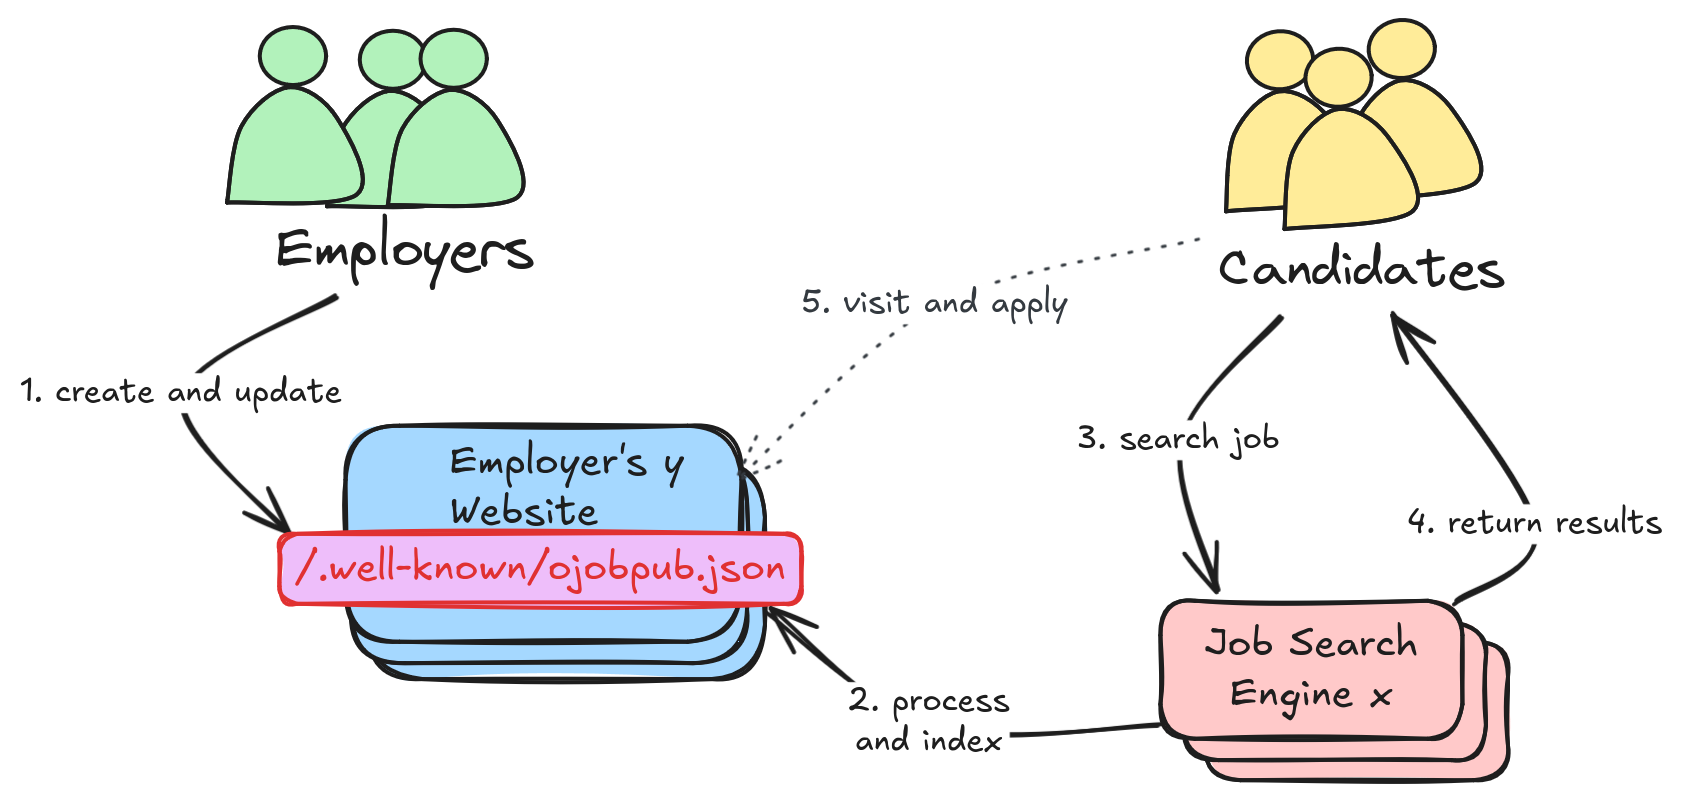 Employers
Candidates
5. visit and apply
1. create and update
3. search job
Employer's y
Website
4. return results
/.well-known/ojobpub.json
Job Search
Engine x
2. process
and index